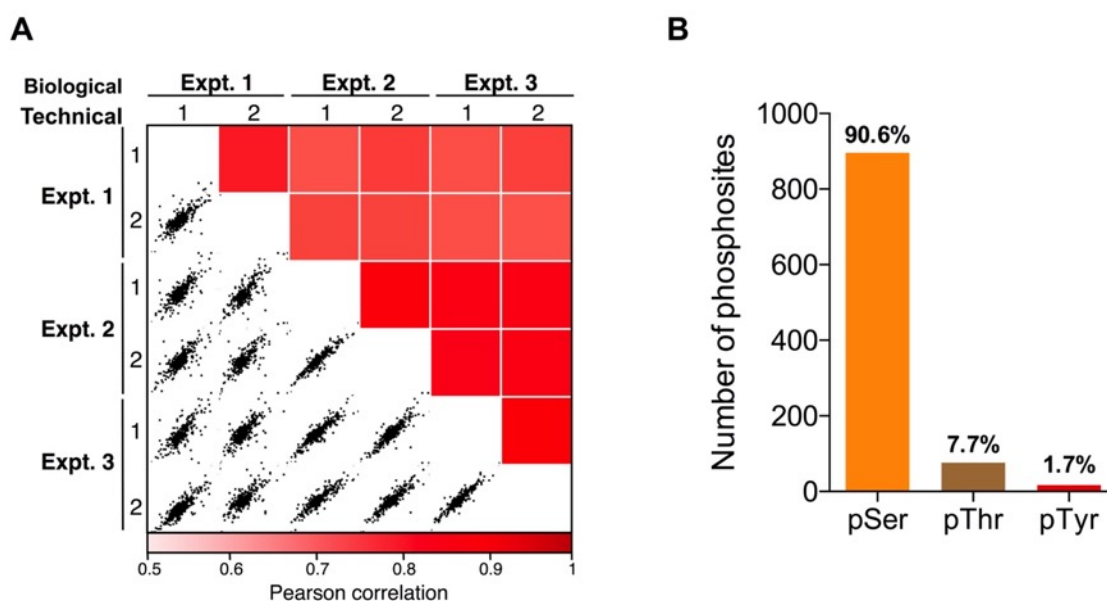 A
Biological Expt. 1 Expt. 2 Expt. 3
Technical 1 2 1 2 1 2
Expt. 1
1
2
Expt. 2
1
2
Expt. 3
1
2
0.5 0.6 0.7 0.8 0.9 1
Pearson correlation
B
Number of phosphosites
1000
800
600
400
200
0
90.6%
7.7%
1.7%
pSer pThr pTyr